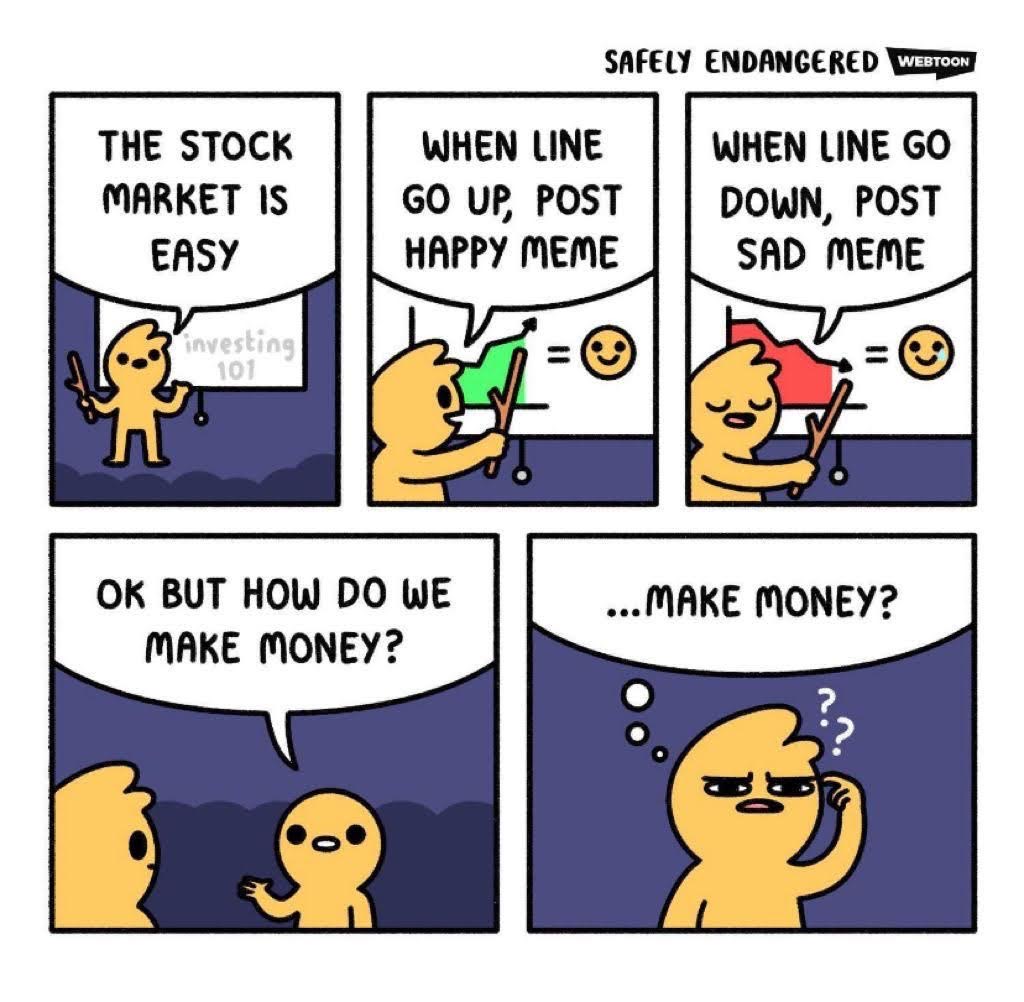 SAFELY ENDANGERED WEBTOON
THE STOCK
MARKET IS
EASY
investing
101
WHEN LINE
GO UP, POST
HAPPY MEME
=
WHEN LINE GO
DOWN, POST
SAD MEME
=
OK BUT HOW DO WE
MAKE MONEY?
...MAKE MONEY?
?
?